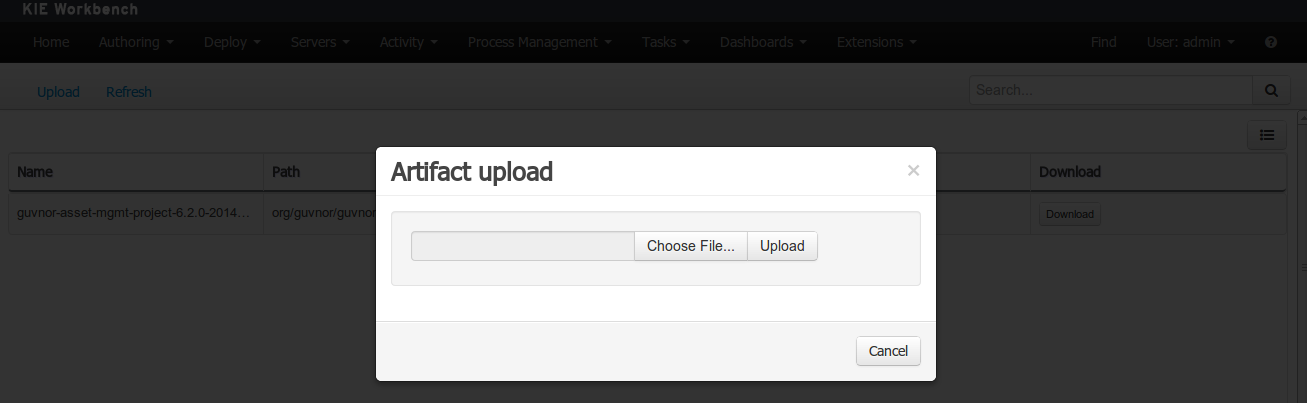 KIE Workbench
Home Authoring Deploy Servers Activity Process Management Tasks Dashboards Extensions Find User: admin
Upload Refresh Search...
Artifact upload ×
Name Path Download
guvnor-asset-mgmt-project-6.2.0-2014... org/guvnor/guvnor Download
Choose File... Upload
Cancel